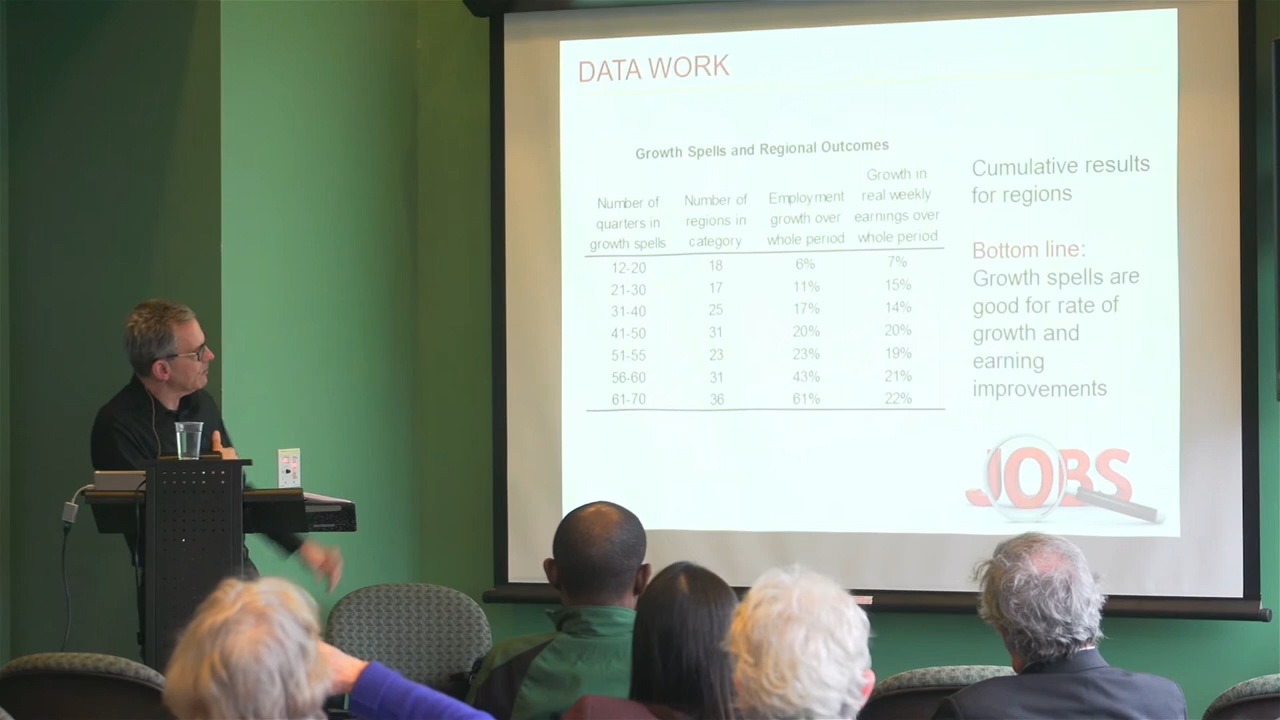 DATA WORK
Growth Spells and Regional Outcomes
Number of quarters in growth spells
Number of regions in category
Employment growth over whole period
Growth in real weekly earnings over whole period
12-20 18 6% 7%
21-30 17 11% 15%
31-40 25 17% 14%
41-50 31 20% 20%
51-55 23 23% 19%
56-60 31 43% 21%
61-70 36 61% 22%
Cumulative results
for regions
Bottom line:
Growth spells are
good for rate of
growth and
earning
improvements
JOBS